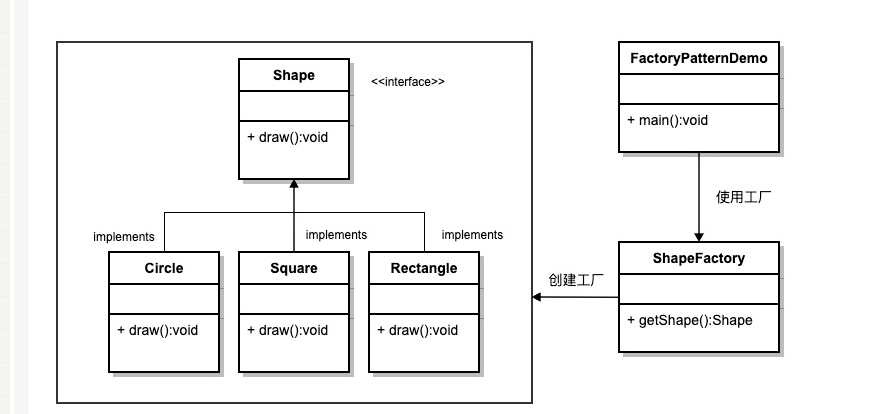 Shape
<<interface>>
+ draw():void
implements
implements
implements
Circle
+ draw():void
Square
+ draw():void
Rectangle
+ draw():void
FactoryPatternDemo
+ main():void
使用工厂
ShapeFactory
+ getShape():Shape
创建工厂